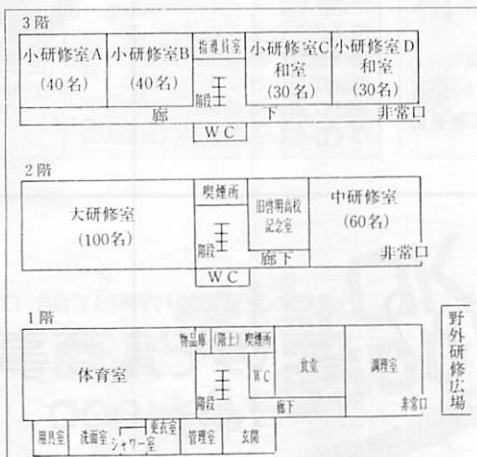 3階
小研修室A
(40名)
小研修室B
(40名)
指導員室
階段
小研修室C
和室
(30名)
小研修室D
和室
(30名)
廊下
非常口
WC
2階
大研修室
(100名)
喫煙所
階段
旧啓明高校
記念室
中研修室
(60名)
廊下
非常口
WC
1階
体育室
物品庫
(階上)
喫煙所
階段
WC
食堂
調理室
廊下
非常口
用具室
洗面室
シャワー室
更衣室
管理室
玄関
野外研修広場